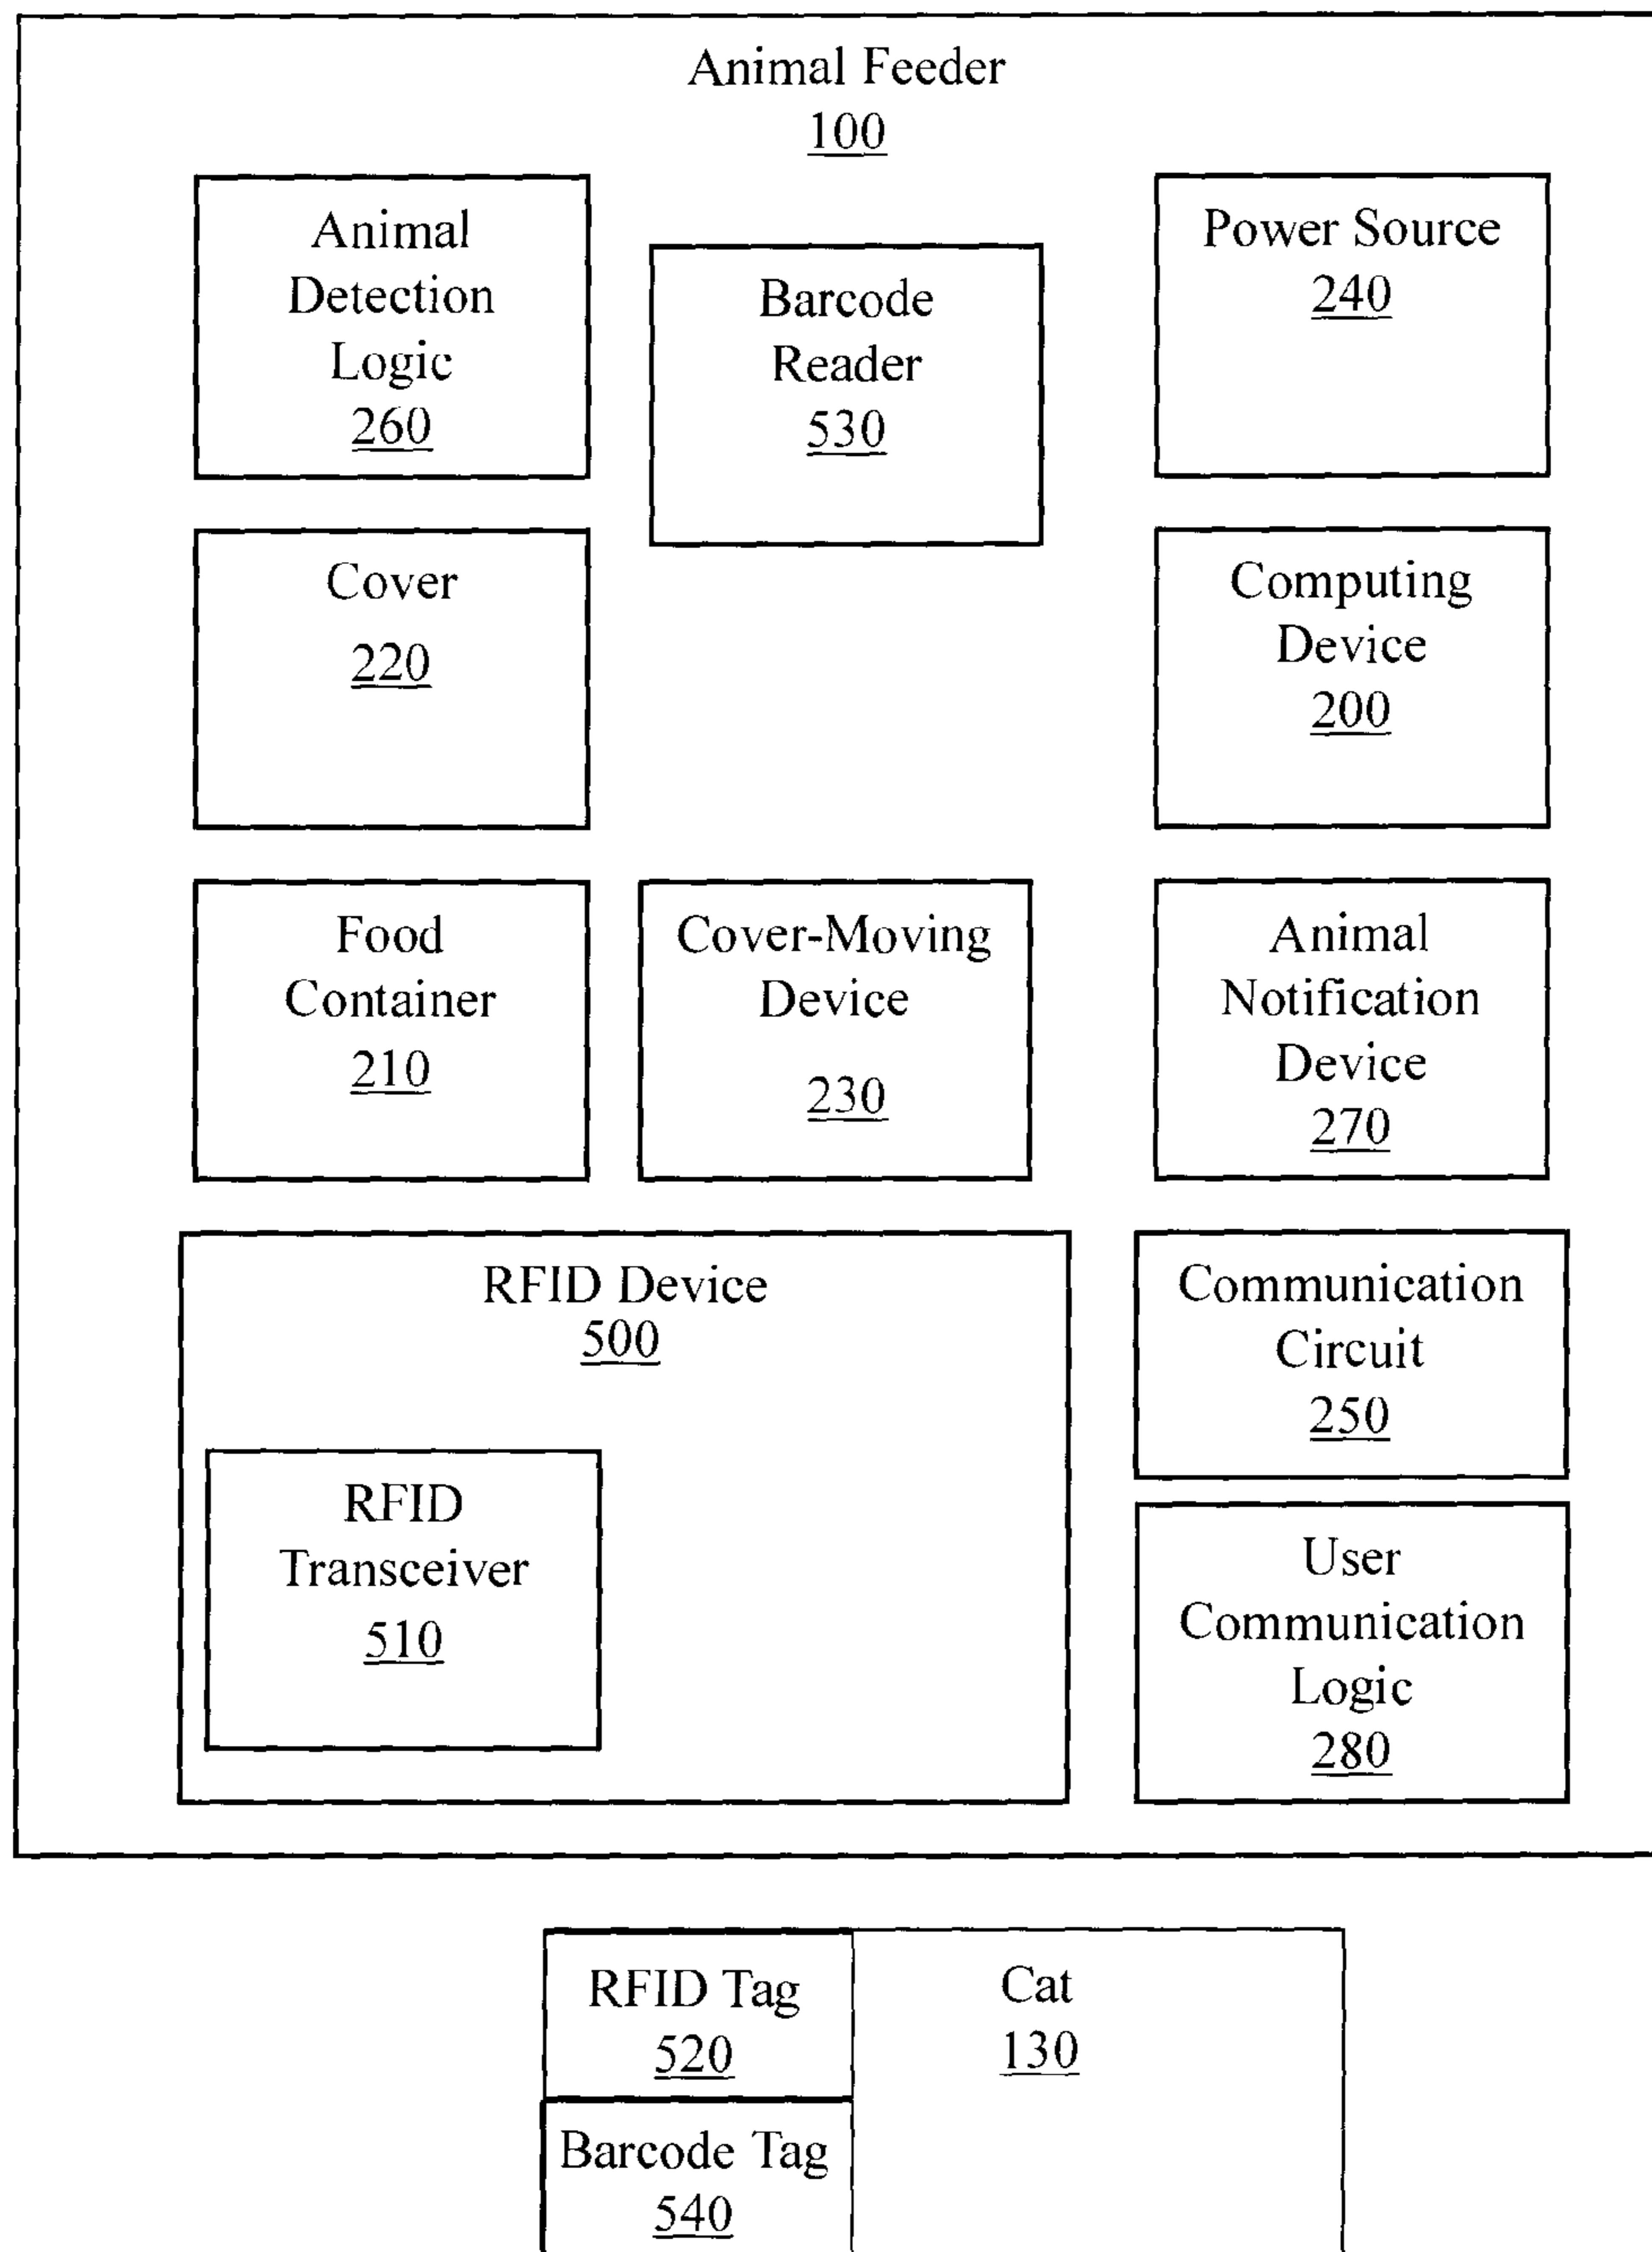 Animal Feeder
100
Animal
Detection
Logic
260
Barcode
Reader
530
Power Source
240
Cover
220
Computing
Device
200
Food
Container
210
Cover-Moving
Device
230
Animal
Notification
Device
270
RFID Device
500
RFID
Transceiver
510
Communication
Circuit
250
User
Communication
Logic
280
RFID Tag
520
Cat
130
Barcode Tag
540